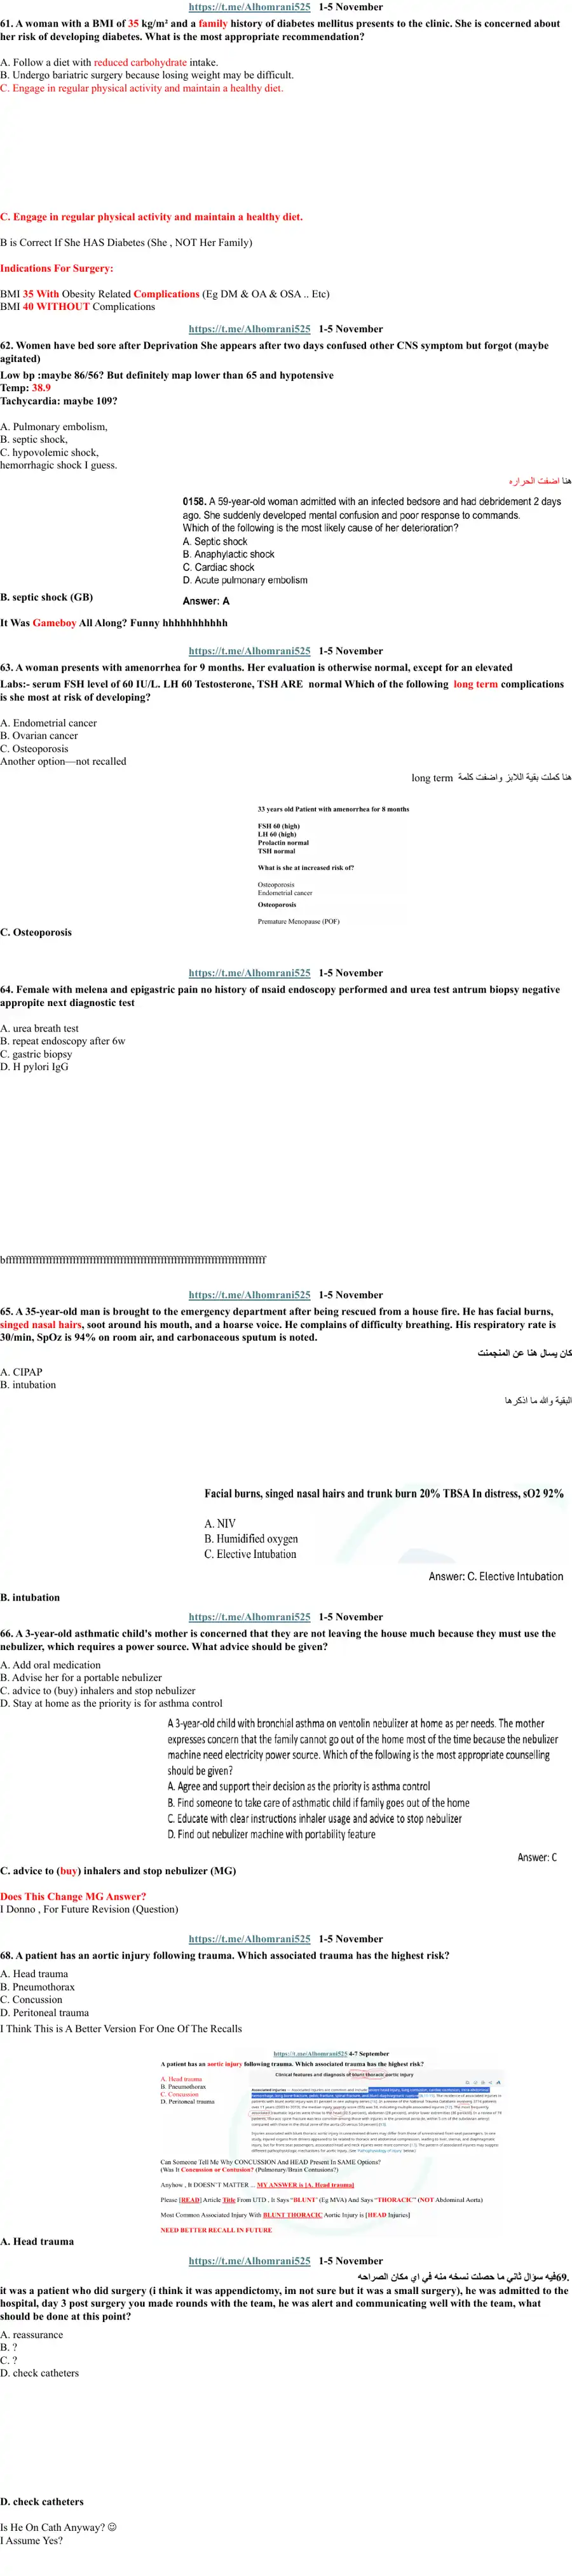 https://t.me/Alhomrani525 1-5 November
61. A woman with a BMI of 35 kg/m² and a family history of diabetes mellitus presents to the clinic. She is concerned about
her risk of developing diabetes. What is the most appropriate recommendation?
A. Follow a diet with reduced carbohydrate intake.
B. Undergo bariatric surgery because losing weight may be difficult.
C. Engage in regular physical activity and maintain a healthy diet.
C. Engage in regular physical activity and maintain a healthy diet.
B is Correct If She HAS Diabetes (She , NOT Her Family)
Indications For Surgery:
BMI 35 With Obesity Related Complications (Eg DM & OA & OSA .. Etc)
BMI 40 WITHOUT Complications
https://t.me/Alhomrani525 1-5 November
62. Women have bed sore after Deprivation She appears after two days confused other CNS symptom but forgot (maybe
agitated)
Low bp :maybe 86/56? But definitely map lower than 65 and hypotensive
Temp: 38.9
Tachycardia: maybe 109?
A. Pulmonary embolism,
B. septic shock,
C. hypovolemic shock,
hemorrhagic shock I guess.
هنا اضفت الحراره
0158. A 59-year-old woman admitted with an infected bedsore and had debridement 2 days
ago. She suddenly developed mental confusion and poor response to commands.
Which of the following is the most likely cause of her deterioration?
A. Septic shock
B. Anaphylactic shock
C. Cardiac shock
D. Acute pulmonary embolism
Answer: A
B. septic shock (GB)
It Was Gameboy All Along? Funny hhhhhhhhhhh
https://t.me/Alhomrani525 1-5 November
63. A woman presents with amenorrhea for 9 months. Her evaluation is otherwise normal, except for an elevated
Labs:- serum FSH level of 60 IU/L. LH 60 Testosterone, TSH ARE normal Which of the following long term complications
is she most at risk of developing?
A. Endometrial cancer
B. Ovarian cancer
C. Osteoporosis
Another option—not recalled
هنا كملت بقية اللابز واضفت كلمة long term
33 years old Patient with amenorrhea for 8 months
FSH 60 (high)
LH 60 (high)
Prolactin normal
TSH normal
What is she at increased risk of?
Osteoporosis
Endometrial cancer
Osteoporosis
Premature Menopause (POF)
C. Osteoporosis
https://t.me/Alhomrani525 1-5 November
64. Female with melena and epigastric pain no history of nsaid endoscopy performed and urea test antrum biopsy negative
appropite next diagnostic test
A. urea breath test
B. repeat endoscopy after 6w
C. gastric biopsy
D. H pylori IgG
https://t.me/Alhomrani525 1-5 November
65. A 35-year-old man is brought to the emergency department after being rescued from a house fire. He has facial burns,
singed nasal hairs, soot around his mouth, and a hoarse voice. He complains of difficulty breathing. His respiratory rate is
30/min, SpOz is 94% on room air, and carbonaceous sputum is noted.
كان يسال هنا عن المنجمنت
A. CIPAP
B. intubation
البقية والله ما اذكرها
Facial burns, singed nasal hairs and trunk burn 20% TBSA In distress, sO2 92%
A. NIV
B. Humidified oxygen
C. Elective Intubation
Answer: C. Elective Intubation
B. intubation
https://t.me/Alhomrani525 1-5 November
66. A 3-year-old asthmatic child's mother is concerned that they are not leaving the house much because they must use the
nebulizer, which requires a power source. What advice should be given?
A. Add oral medication
B. Advise her for a portable nebulizer
C. advice to (buy) inhalers and stop nebulizer
D. Stay at home as the priority is for asthma control
A 3-year-old child with bronchial asthma on ventolin nebulizer at home as per needs. The mother
expresses concern that the family cannot go out of the home most of the time because the nebulizer
machine need electricity power source. Which of the following is the most appropriate counselling
should be given?
A. Agree and support their decision as the priority is asthma control
B. Find someone to take care of asthmatic child if family goes out of the home
C. Educate with clear instructions inhaler usage and advice to stop nebulizer
D. Find out nebulizer machine with portability feature
Answer: C
C. advice to (buy) inhalers and stop nebulizer (MG)
Does This Change MG Answer?
I Donno , For Future Revision (Question)
https://t.me/Alhomrani525 1-5 November
68. A patient has an aortic injury following trauma. Which associated trauma has the highest risk?
A. Head trauma
B. Pneumothorax
C. Concussion
D. Peritoneal trauma
I Think This is A Better Version For One Of The Recalls
https://t.me/Alhomrani525 4-7 September
A patient has an aortic injury following trauma. Which associated trauma has the highest risk?
Clinical features and diagnosis of blunt thoracic aortic injury
A. Head trauma
B. Pneumothorax
C. Concussion
D. Peritoneal trauma
Can Someone Tell Me Why CONCUSSION And HEAD Present In SAME Options?
(Was It Concussion or Contusion? (Pulmonary/Brain Contusions?)
Anyhow , It DOESN'T MATTER ... MY ANSWER is [A. Head trauma]
Please [READ] Article Title From UTD , It Says "BLUNT" (Eg MVA) And Says "THORACIC" (NOT Abdominal Aorta)
Most Common Associated Injury With BLUNT THORACIC Aortic Injury is [HEAD Injuries]
NEED BETTER RECALL IN FUTURE
A. Head trauma
https://t.me/Alhomrani525 1-5 November
69.فيه سؤال ثاني ما حصلت نسخه منه في اي مكان الصراحه
it was a patient who did surgery (i think it was appendictomy, im not sure but it was a small surgery), he was admitted to the
hospital, day 3 post surgery you made rounds with the team, he was alert and communicating well with the team, what
should be done at this point?
A. reassurance
B. ?
C. ?
D. check catheters
D. check catheters
Is He On Cath Anyway? ☺
I Assume Yes?